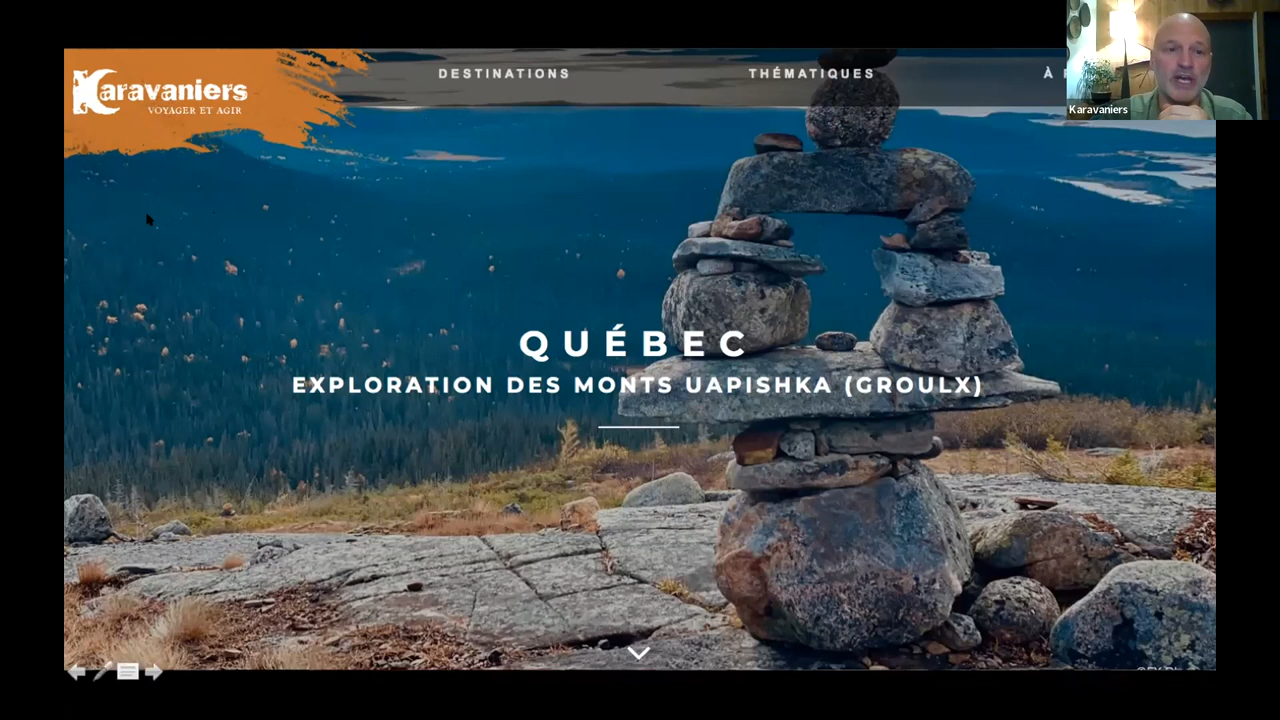 Karavaniers
VOYAGER ET AGIR
DESTINATIONS
THÉMATIQUES
À
Karavaniers
QUÉBEC
EXPLORATION DES MONTS UAPISHKA (GROULX)